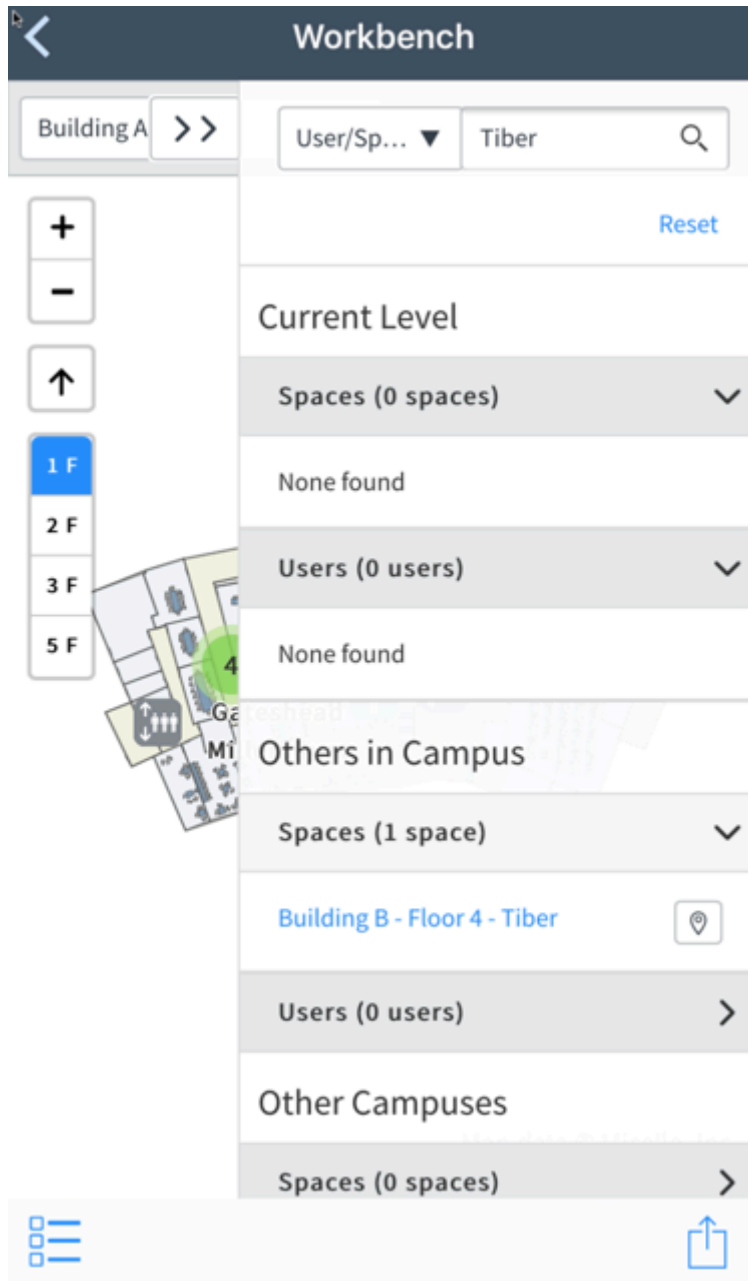 Workbench
Building A >>
User/Sp... ▼ Tiber
Reset
+
−
1 F
2 F
3 F
5 F
4
Current Level
Spaces (0 spaces)
None found
Users (0 users)
None found
Gateshead
Others in Campus
Spaces (1 space)
Building B - Floor 4 - Tiber
Users (0 users)
Other Campuses
Spaces (0 spaces)